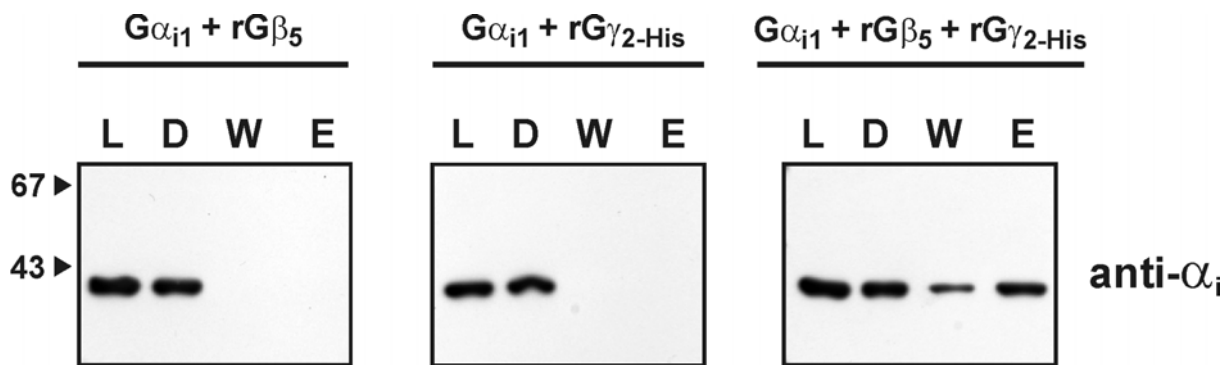 Gαi1 + rGβ5 Gαi1 + rGγ2-His Gαi1 + rGβ5 + rGγ2-His
L D W E L D W E L D W E
67
43
anti-αi